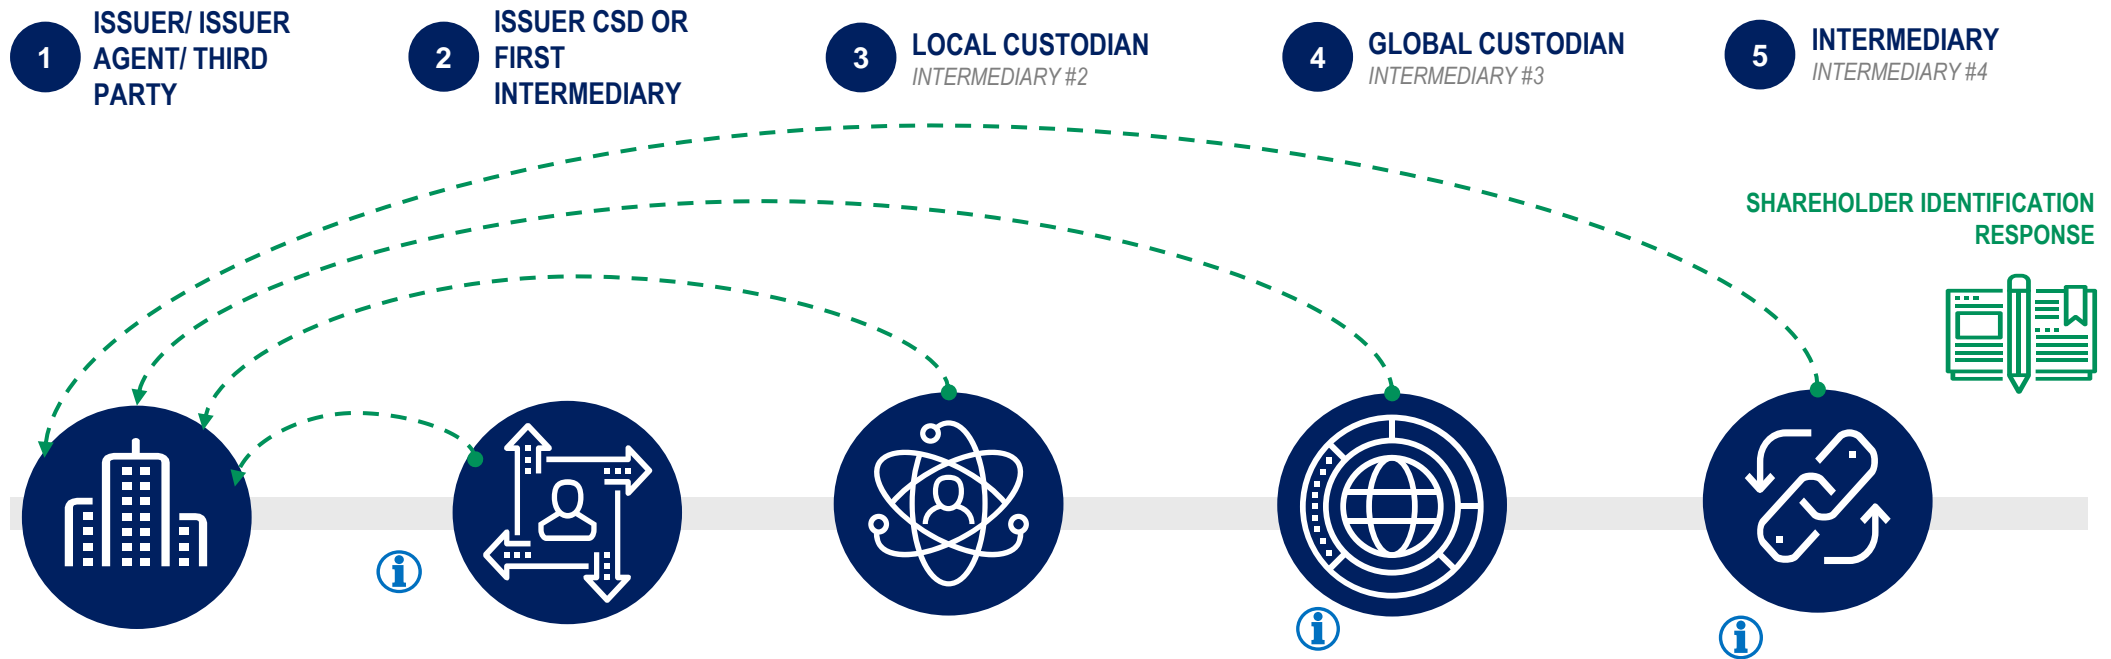 1
ISSUER/ ISSUER
AGENT/ THIRD
PARTY
2
ISSUER CSD OR
FIRST
INTERMEDIARY
3
LOCAL CUSTODIAN
INTERMEDIARY #2
4
GLOBAL CUSTODIAN
INTERMEDIARY #3
5
INTERMEDIARY
INTERMEDIARY #4
SHAREHOLDER IDENTIFICATION
RESPONSE
i
i
i